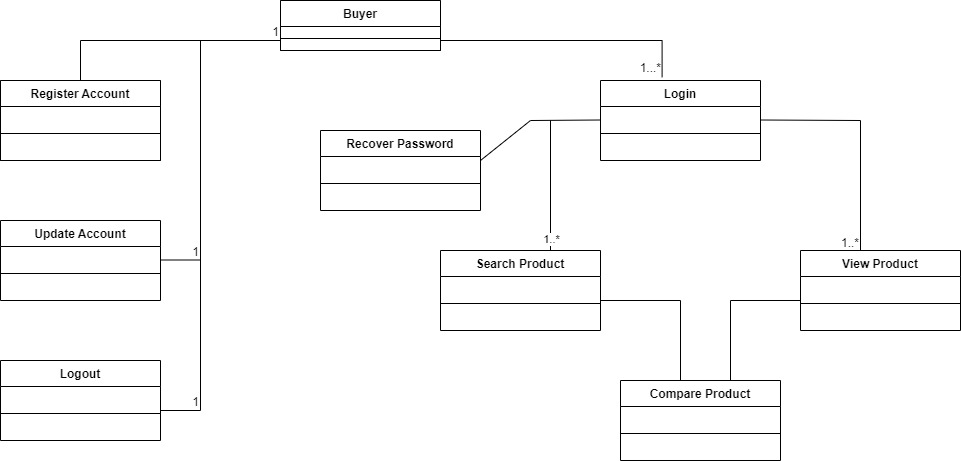 Buyer
1
1...*
Register Account
Login
Recover Password
Update Account
1
1..*
1..*
Search Product
View Product
Logout
1
Compare Product